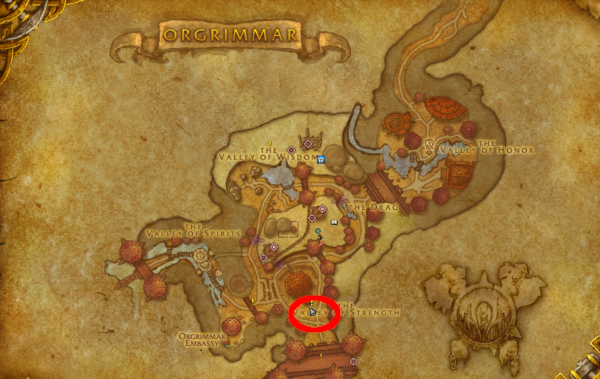 ORGRIMMAR
THE
VALLEY OF WISDOM
THE
VALLEY OF HONOR
THE DRAG
THE
VALLEY OF SPIRITS
THE
VALLEY OF STRENGTH
ORGRIMMAR
EMBASSY